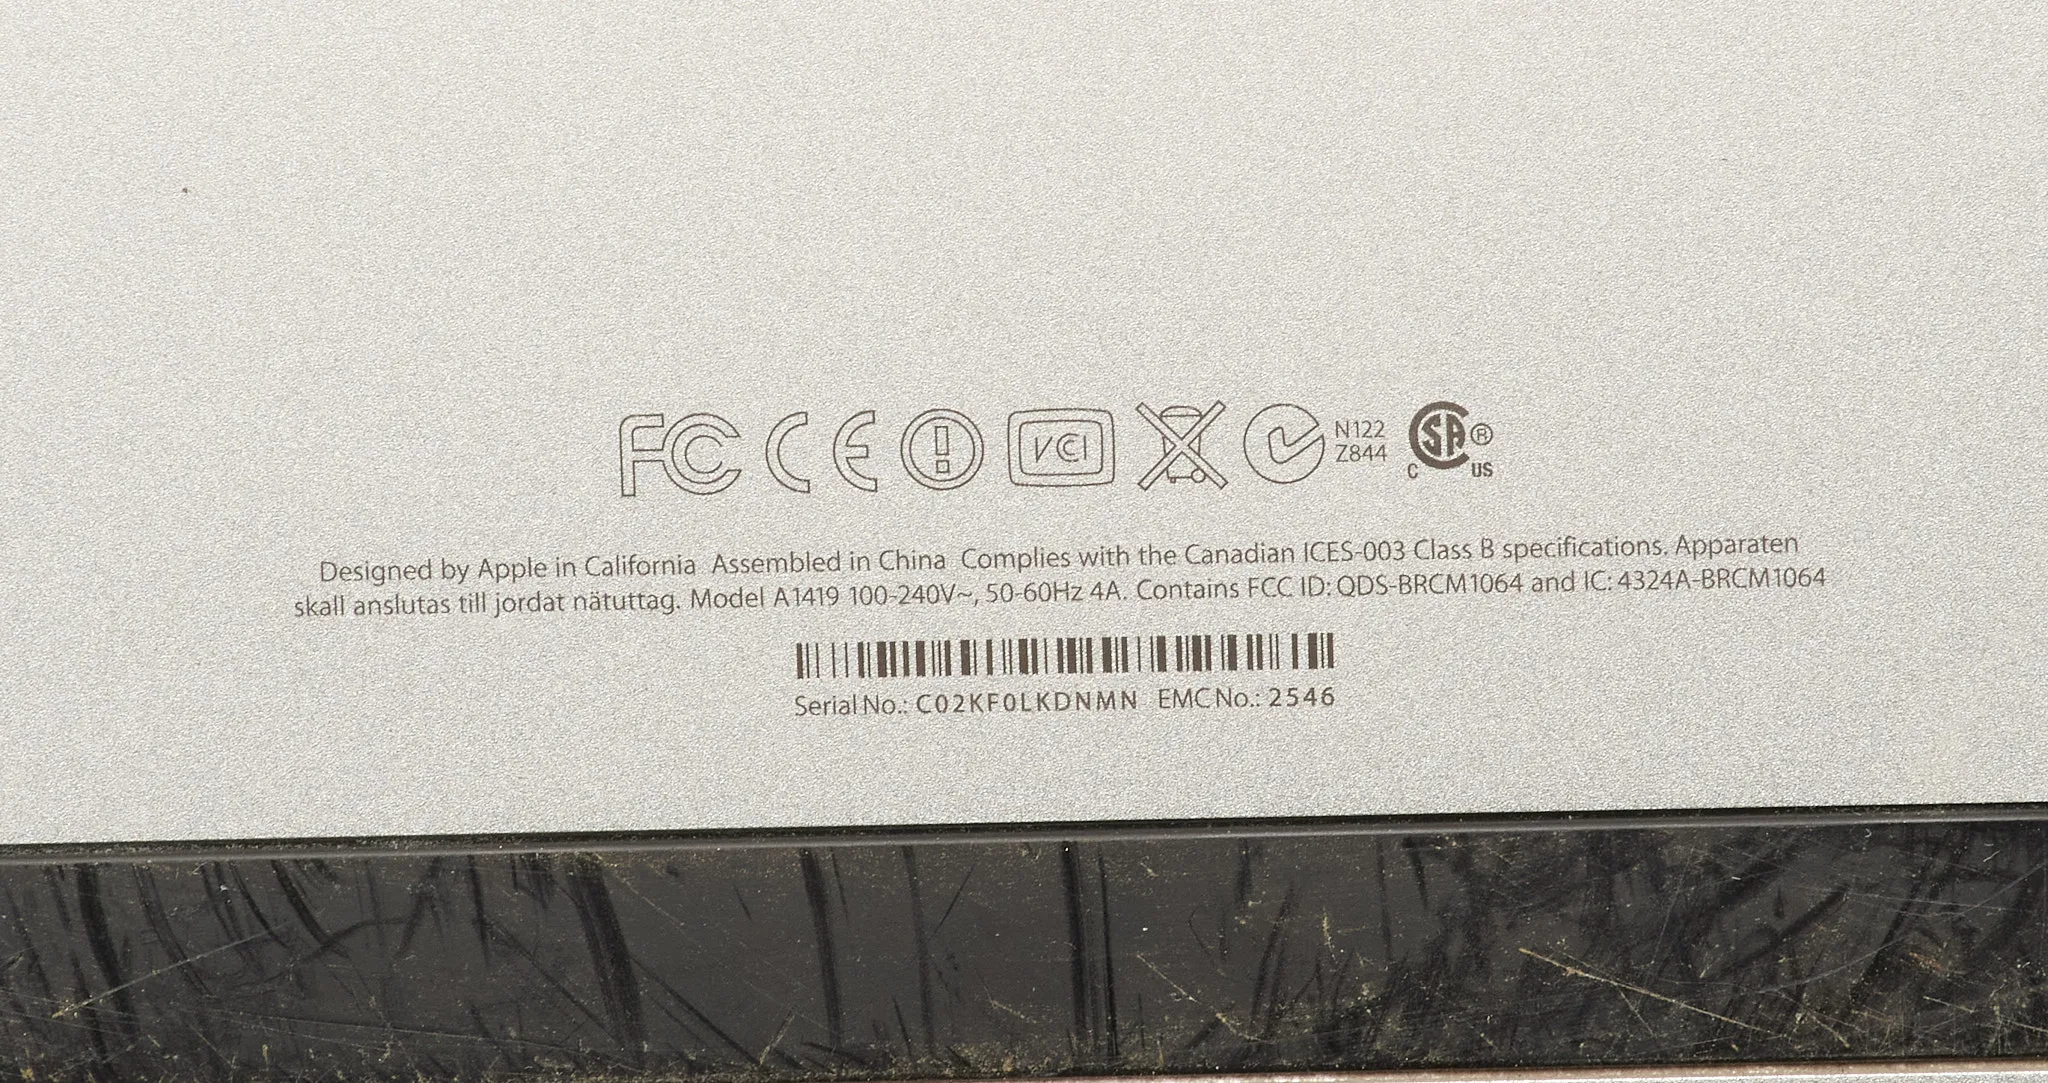 FC CE ! VCI N122
Z844 SA ® C US
Designed by Apple in California Assembled in China Complies with the Canadian ICES-003 Class B specifications. Apparaten
skall anslutas till jordat nätuttag. Model A1419 100-240V~, 50-60Hz 4A. Contains FCC ID: QDS-BRCM1064 and IC: 4324A-BRCM1064
Serial No.: C02KF0LKDNMN EMC No.: 2546